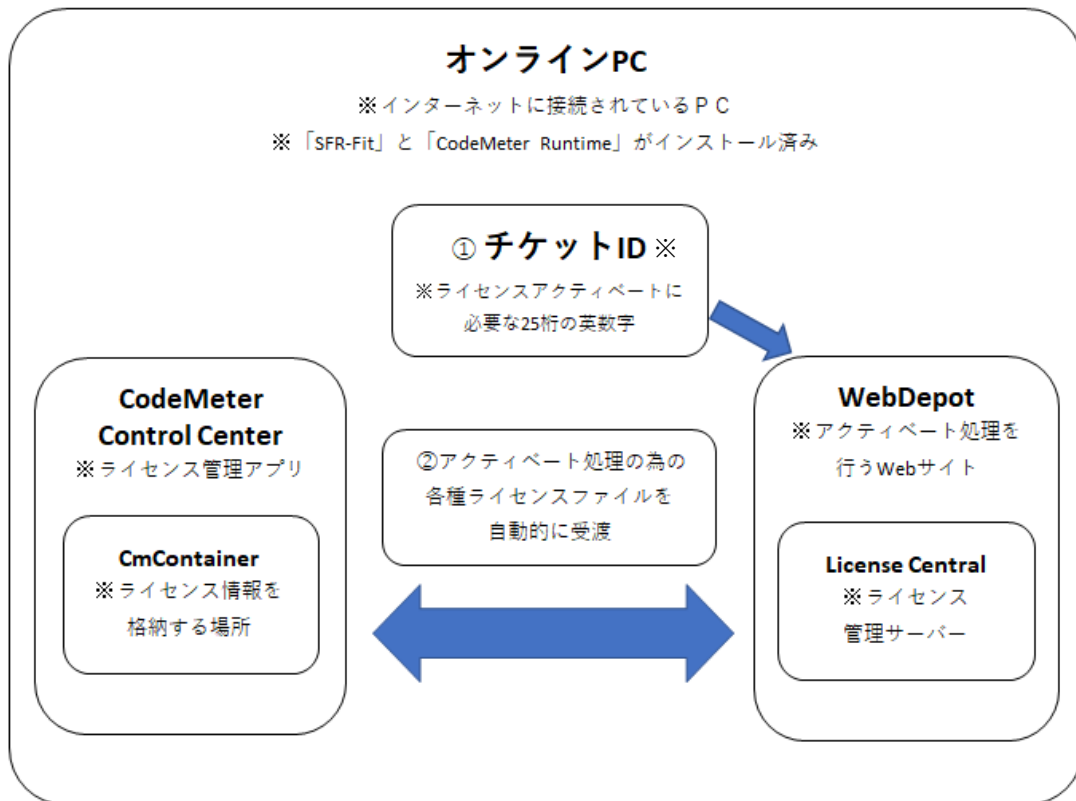 オンラインPC
※インターネットに接続されているＰＣ
※「SFR-Fit」と「CodeMeter Runtime」がインストール済み
① チケットID ※
※ライセンスアクティベートに
必要な25桁の英数字
CodeMeter
Control Center
※ライセンス管理アプリ
CmContainer
※ライセンス情報を
格納する場所
②アクティベート処理の為の
各種ライセンスファイルを
自動的に受渡
WebDepot
※アクティベート処理を
行うWebサイト
License Central
※ライセンス
管理サーバー